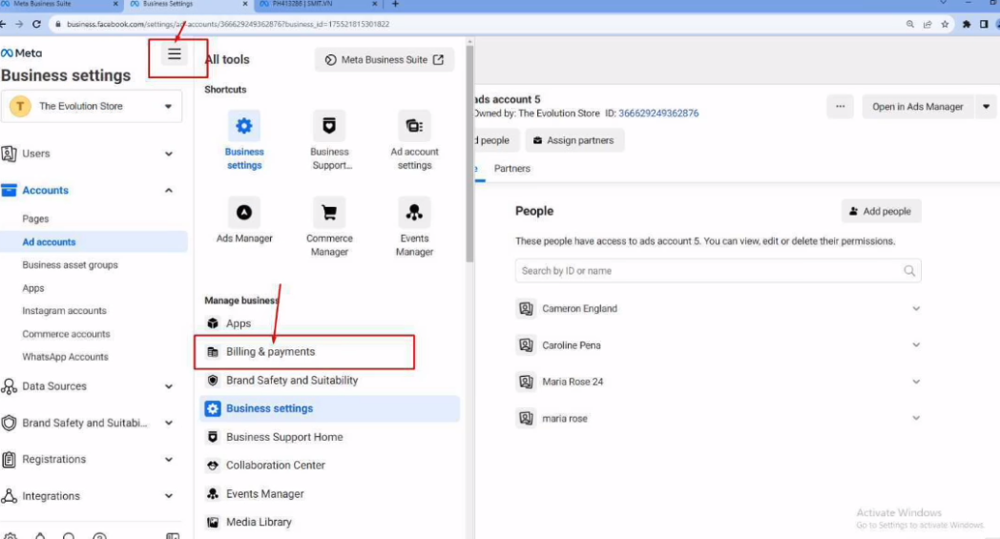 Meta Business Suite
Business Settings
PH413288 | SMIT.VN
business.facebook.com/settings/ad-accounts/366629249362876?business_id=1755218153018​22
Meta
Business settings
T The Evolution Store
Users
Accounts
Pages
Ad accounts
Business asset groups
Apps
Instagram accounts
Commerce accounts
WhatsApp Accounts
Data Sources
Brand Safety and Suitabi...
Registrations
Integrations
All tools
Meta Business Suite
Shortcuts
Business settings
Business Support...
Ad account settings
Ads Manager
Commerce Manager
Events Manager
Manage business
Apps
Billing & payments
Brand Safety and Suitability
Business settings
Business Support Home
Collaboration Center
Events Manager
Media Library
ads account 5
Owned by: The Evolution Store ID: 366629249362876
people
Assign partners
Open in Ads Manager
Partners
People
Add people
These people have access to ads account 5. You can view, edit or delete their permissions.
Search by ID or name
Cameron England
Caroline Pena
Maria Rose 24
maria rose
Activate Windows
Go to Settings to activate Windows.